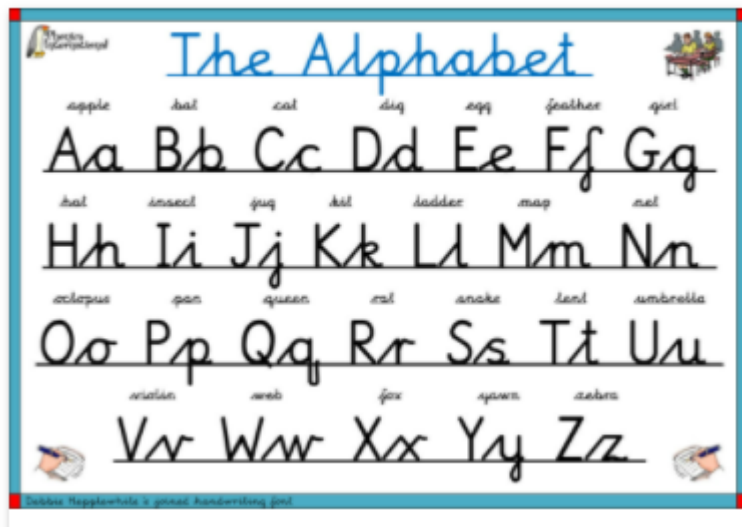 Phonics
International
The Alphabet
apple bat cat dig egg feather girl
Aa Bb Cc Dd Ee Ff Gg
hat insect jug kit ladder map net
Hh Ii Jj Kk Ll Mm Nn
octopus pan queen rat snake tent umbrella
Oo Pp Qq Rr Ss Tt Uu
violin web fox yawn zebra
Vv Ww Xx Yy Zz
Debbie Hepplewhite's joined handwriting font